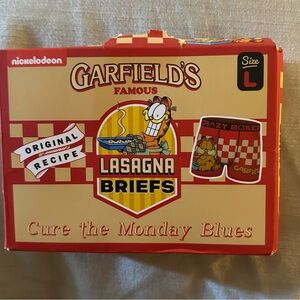 nickelodeon
Size
L
GARFIELD'S
FAMOUS
ORIGINAL
RECIPE
LASAGNA
BRIEFS
Cure the Monday Blues